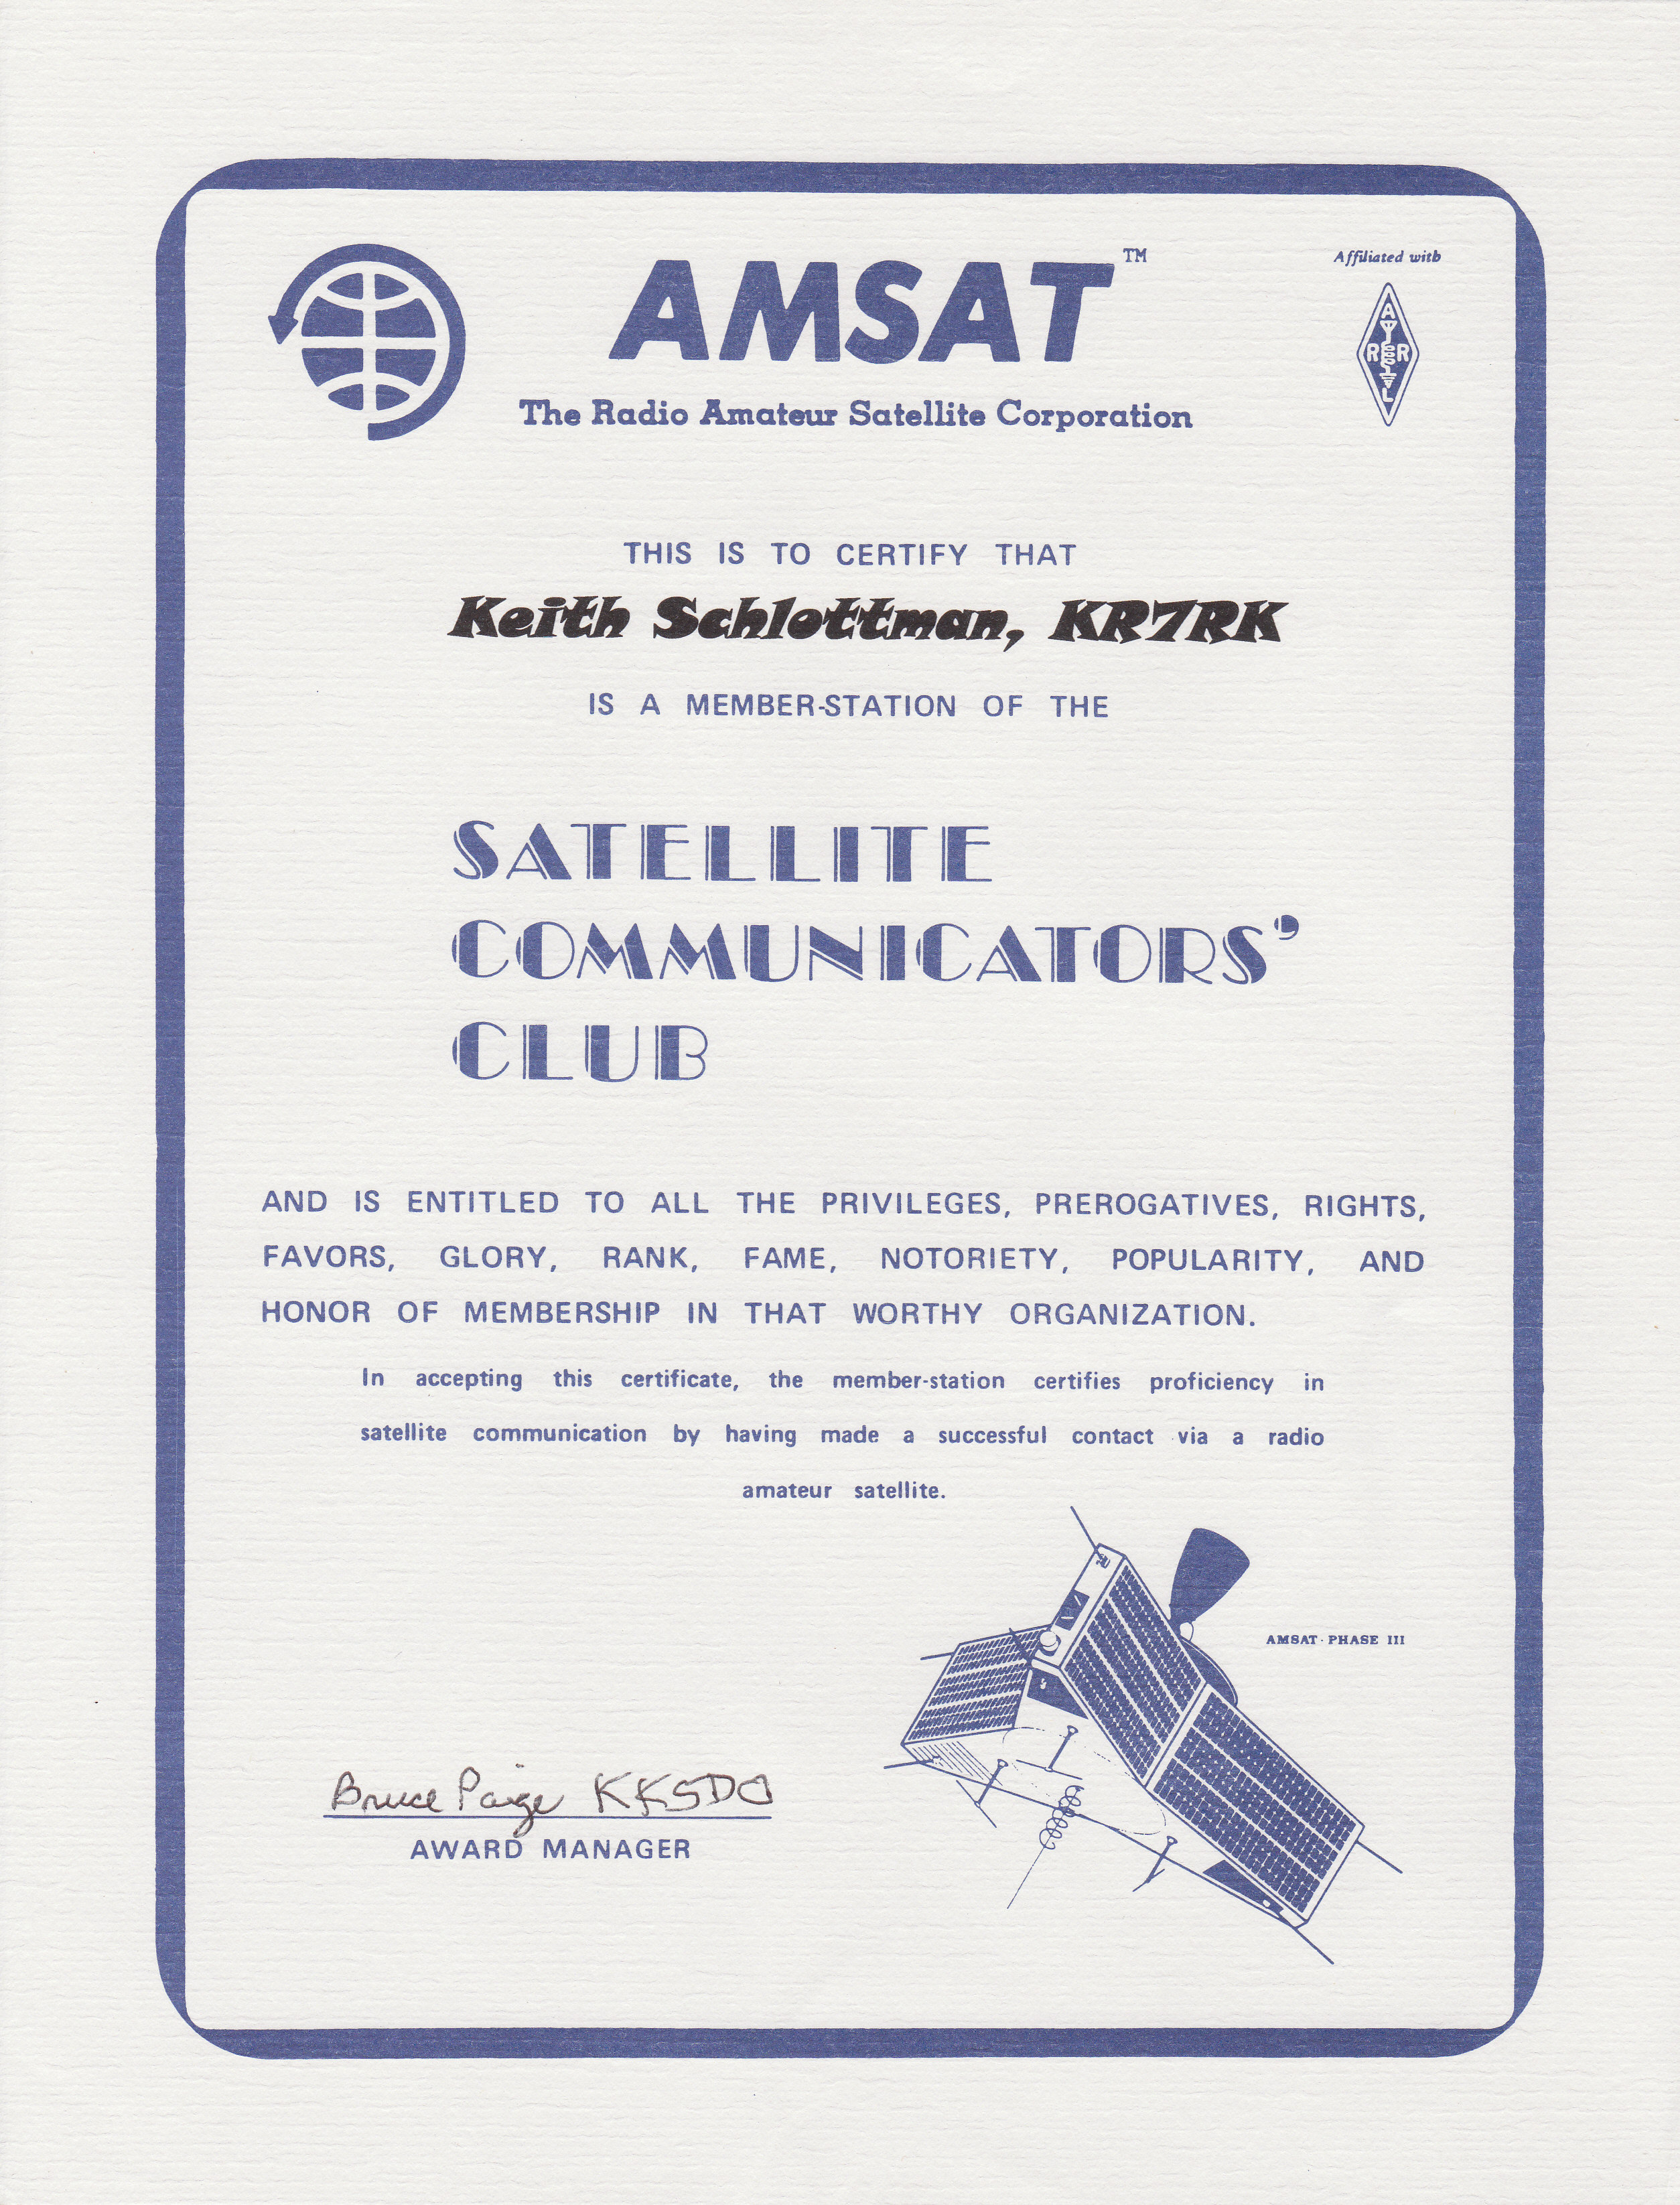 AMSAT™
Affiliated with
A
R R
L
The Radio Amateur Satellite Corporation
THIS IS TO CERTIFY THAT
Keith Schlottman, KR7RK
IS A MEMBER-STATION OF THE
SATELLITE
COMMUNICATORS’
CLUB
AND IS ENTITLED TO ALL THE PRIVILEGES, PREROGATIVES, RIGHTS,
FAVORS, GLORY, RANK, FAME, NOTORIETY, POPULARITY, AND
HONOR OF MEMBERSHIP IN THAT WORTHY ORGANIZATION.
In accepting this certificate, the member-station certifies proficiency in
satellite communication by having made a successful contact via a radio
amateur satellite.
AMSAT-PHASE III
Bruce Paige KK5DO
AWARD MANAGER